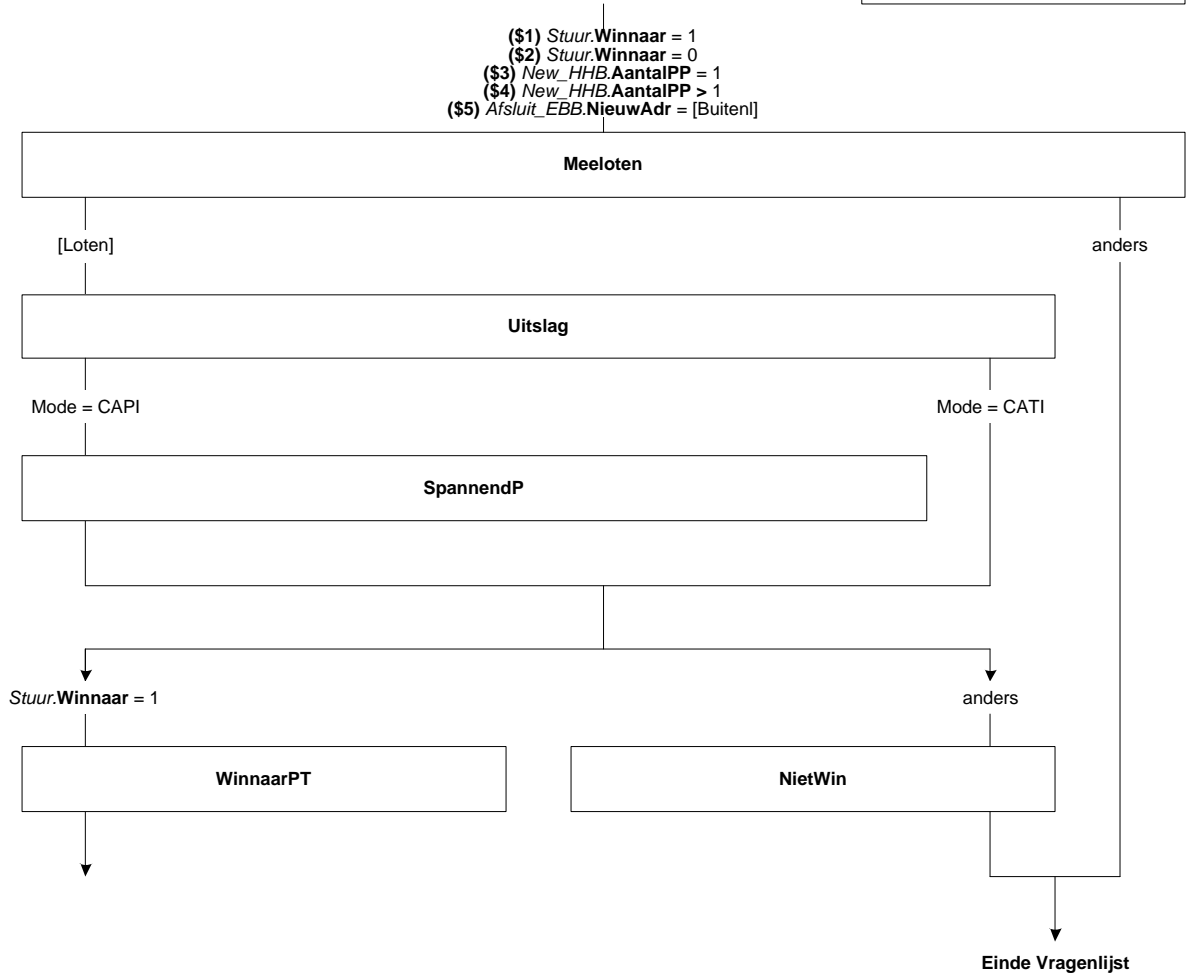 ($1) Stuur.Winnaar = 1
($2) Stuur.Winnaar = 0
($3) New_HHB.AantalPP = 1
($4) New_HHB.AantalPP > 1
($5) Afsluit_EBB.NieuwAdr = [Buitenl]
Meeloten
[Loten]
anders
Uitslag
Mode = CAPI
Mode = CATI
SpannendP
Stuur.Winnaar = 1
anders
WinnaarPT
NietWin
Einde Vragenlijst